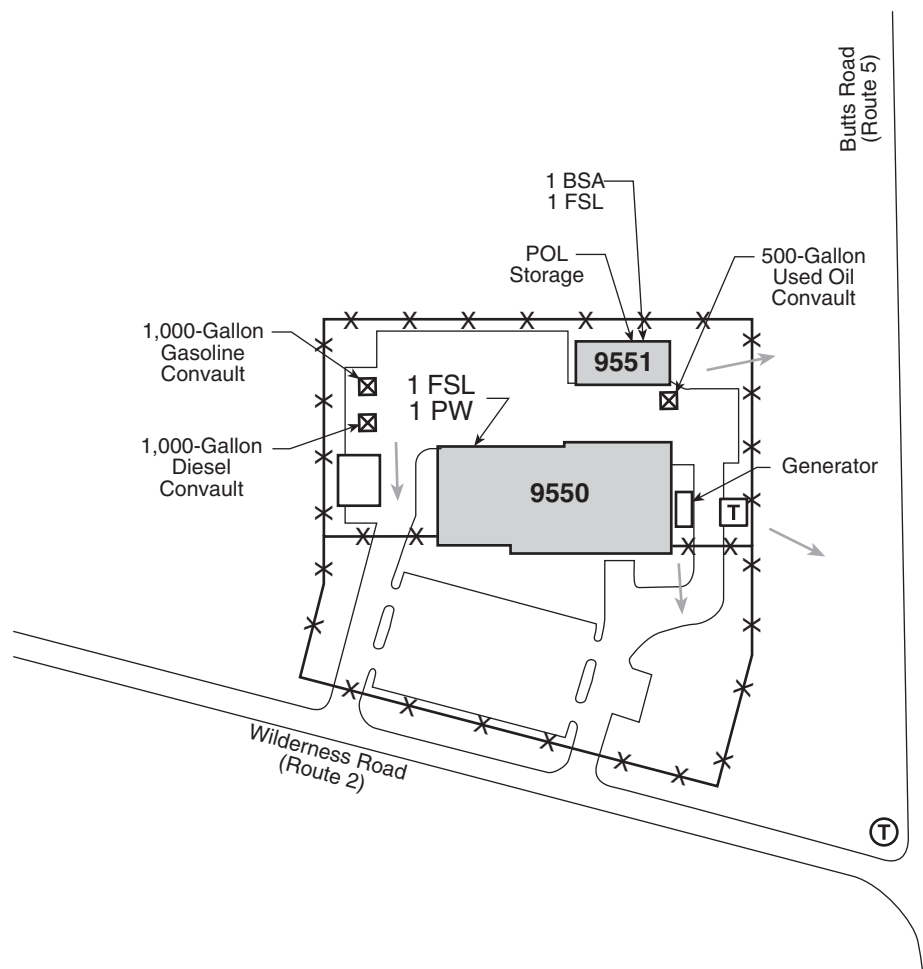 Butts Road
(Route 5)
1 BSA
1 FSL
POL
Storage
500-Gallon
Used Oil
Convault
1,000-Gallon
Gasoline
Convault
9551
1 FSL
1 PW
1,000-Gallon
Diesel
Convault
9550
Generator
T
Wilderness Road
(Route 2)
T